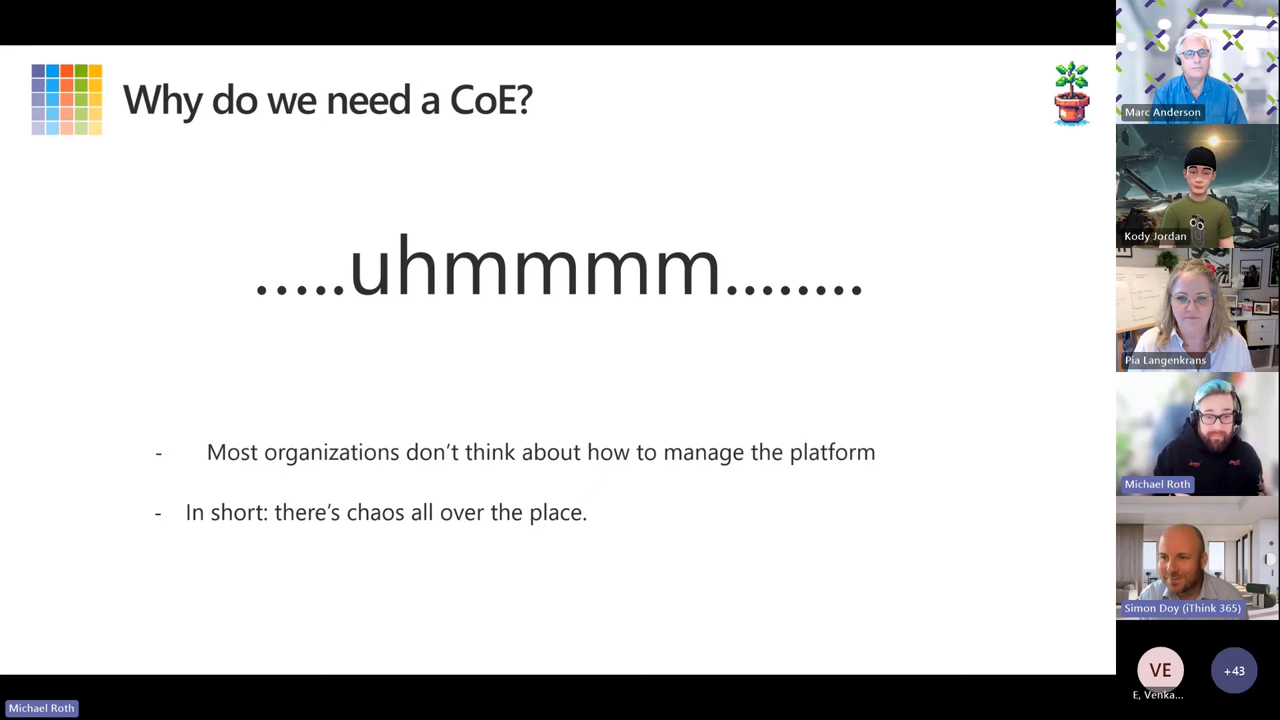 Why do we need a CoE?
.....uhmmmm........
- Most organizations don't think about how to manage the platform
- In short: there's chaos all over the place.
Marc Anderson
Kody Jordan
Pia Langenkrans
Michael Roth
Simon Doy (iThink 365)
VE
+43
E, Venka...
Michael Roth